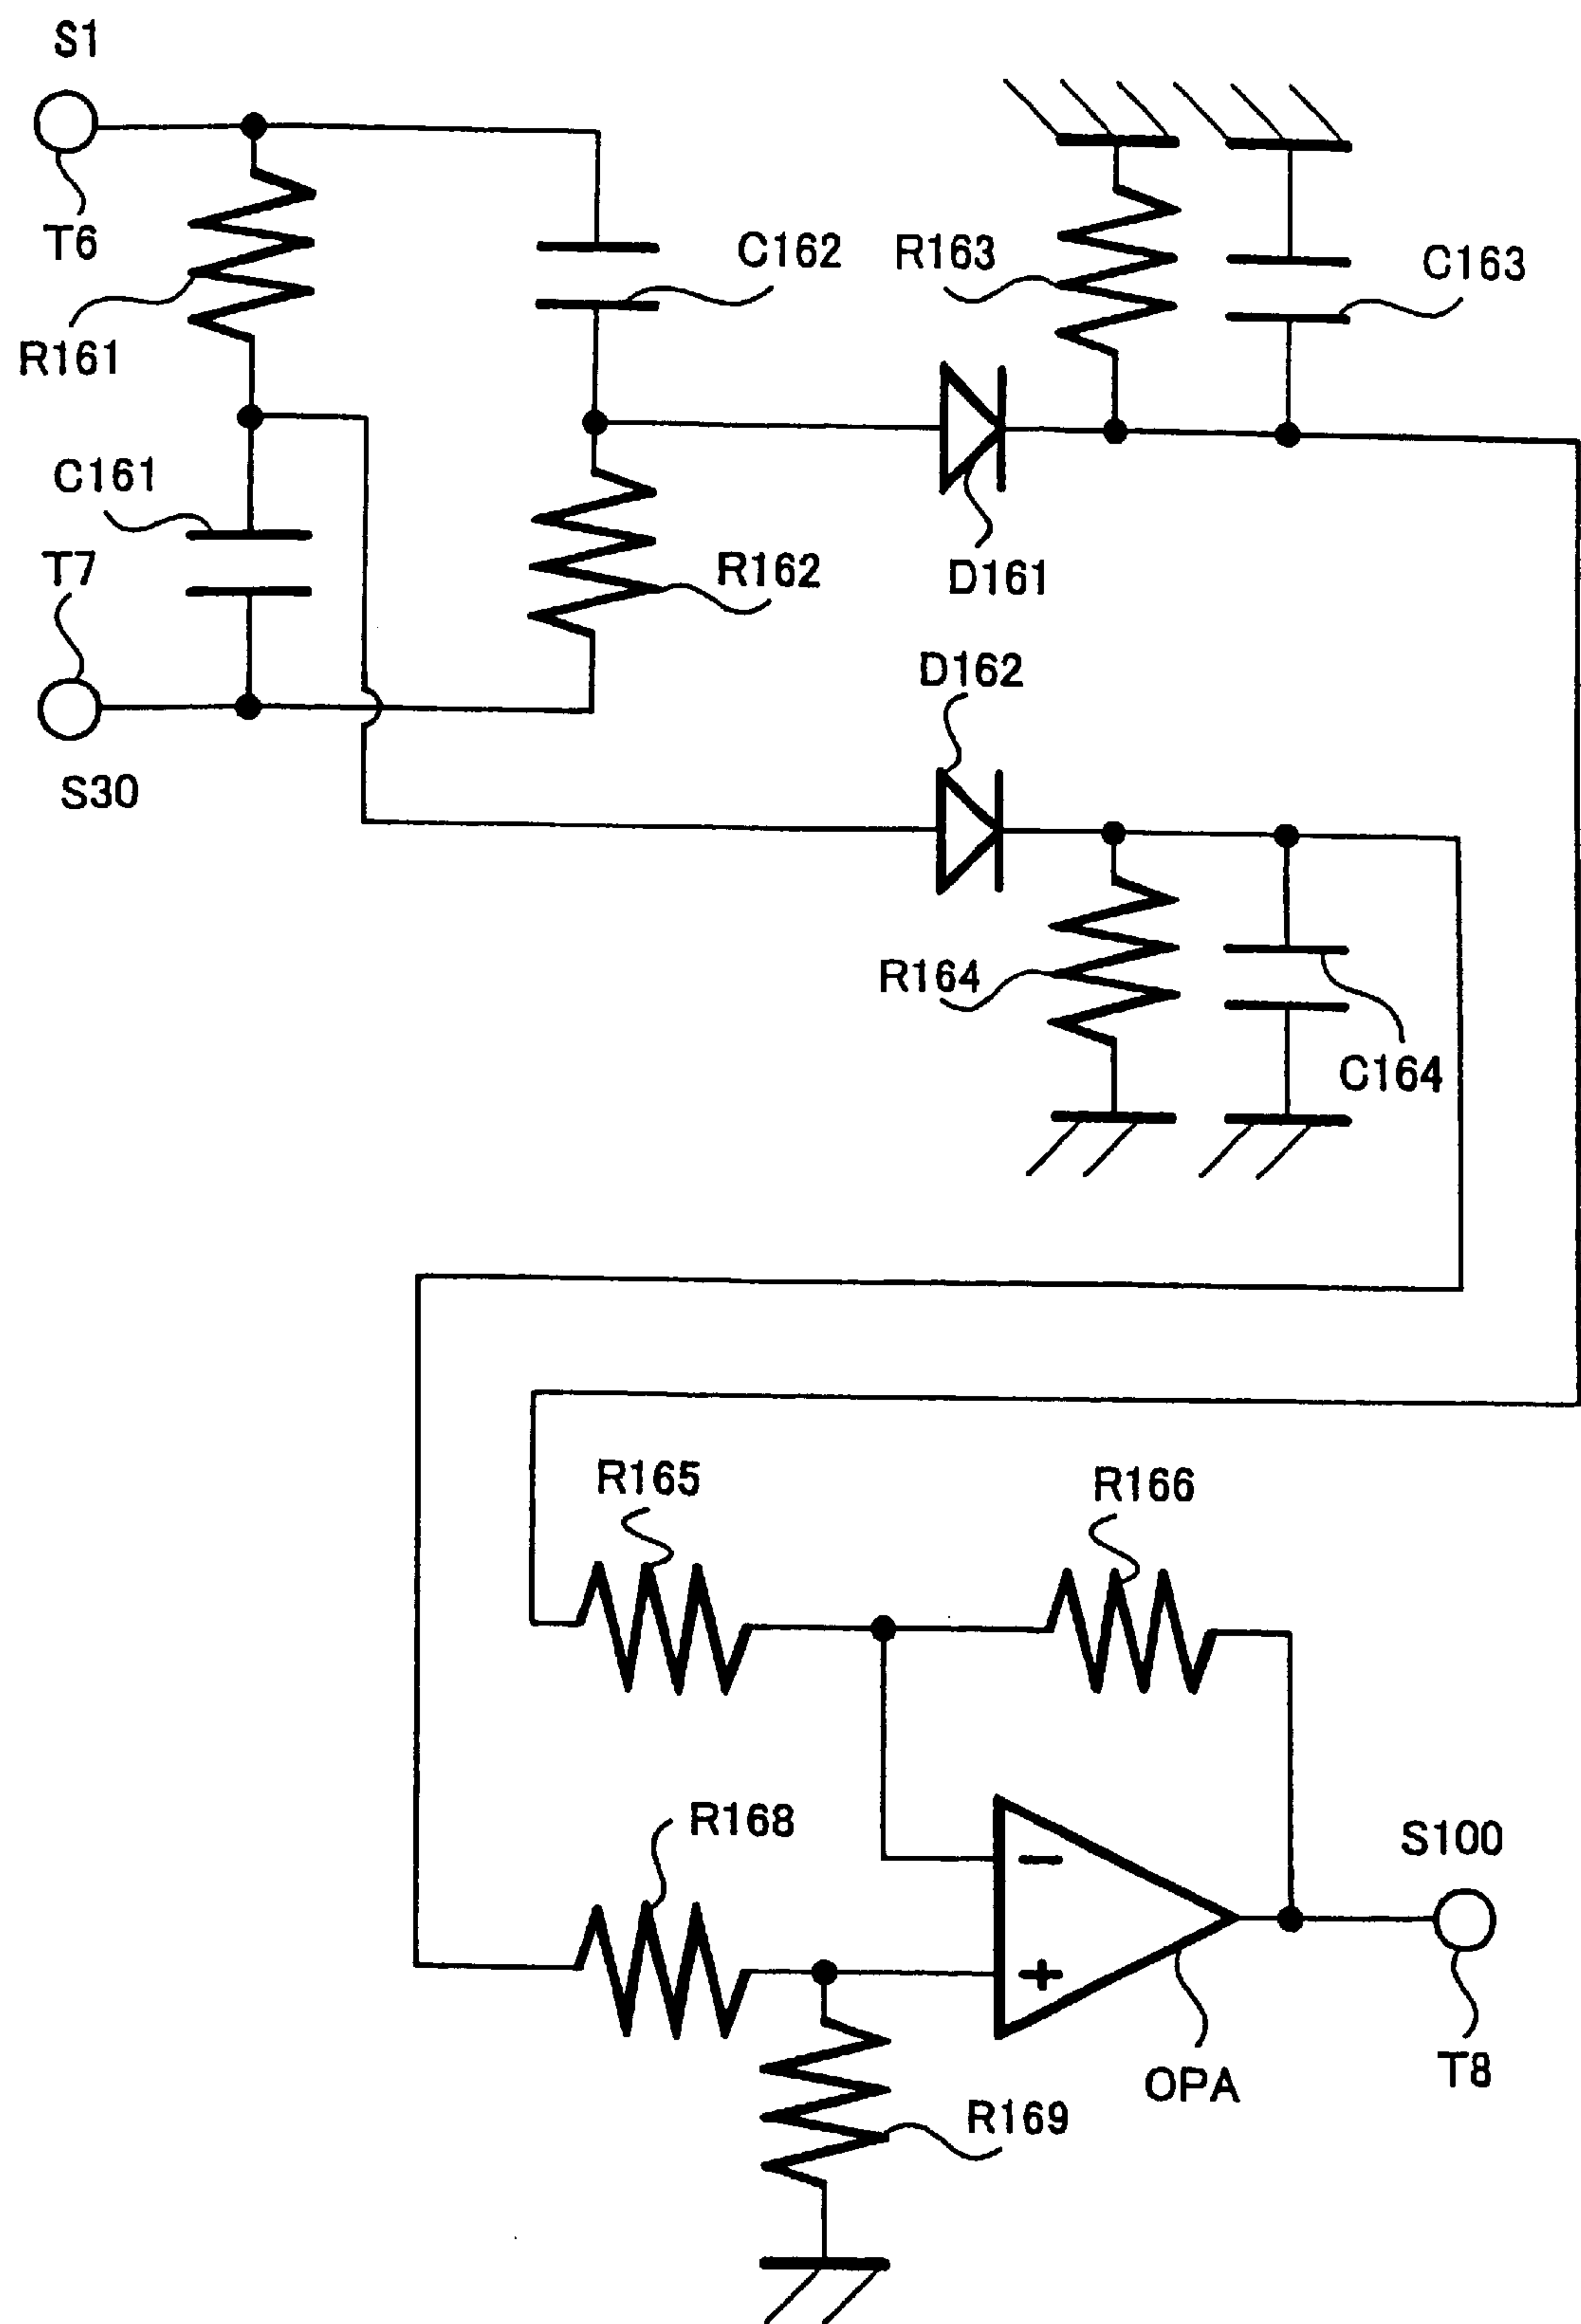 S1
T6
C162
R163
C163
R161
C161
T7
R162
D161
D162
S30
R164
C164
R165
R166
R168
S100
−
+
OPA
T8
R169